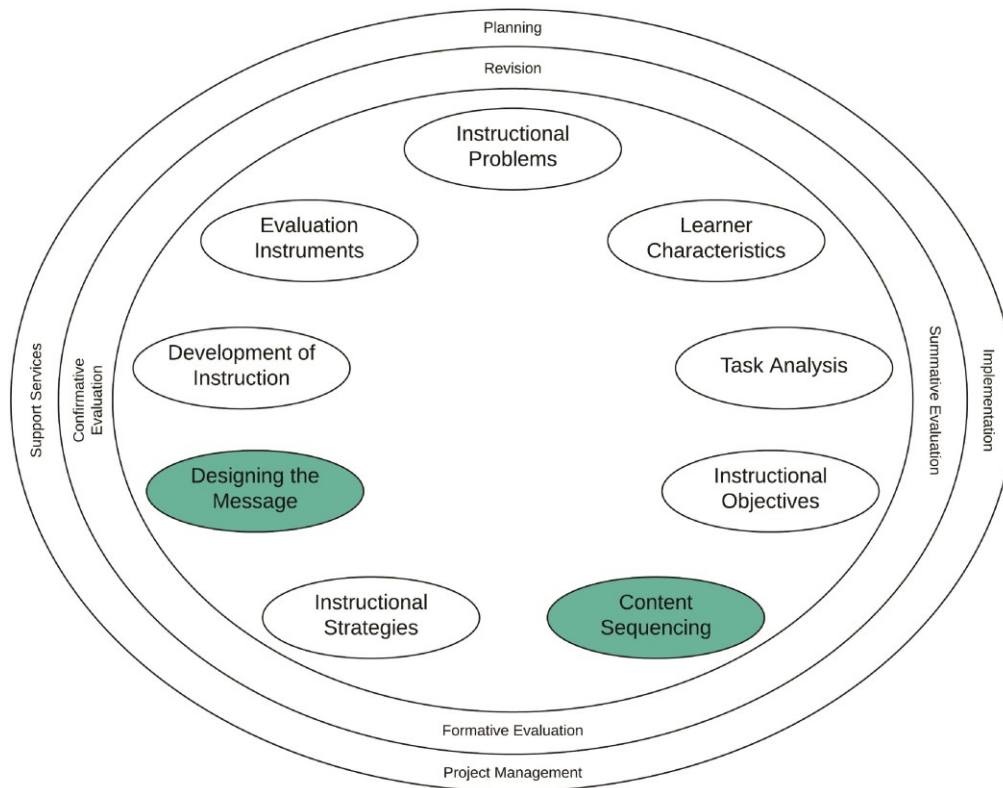 Planning
Revision
Instructional
Problems
Evaluation
Instruments
Learner
Characteristics
Development of
Instruction
Task Analysis
Support Services
Confirmative
Evaluation
Summative Evaluation
Implementation
Designing the
Message
Instructional
Objectives
Instructional
Strategies
Content
Sequencing
Formative Evaluation
Project Management